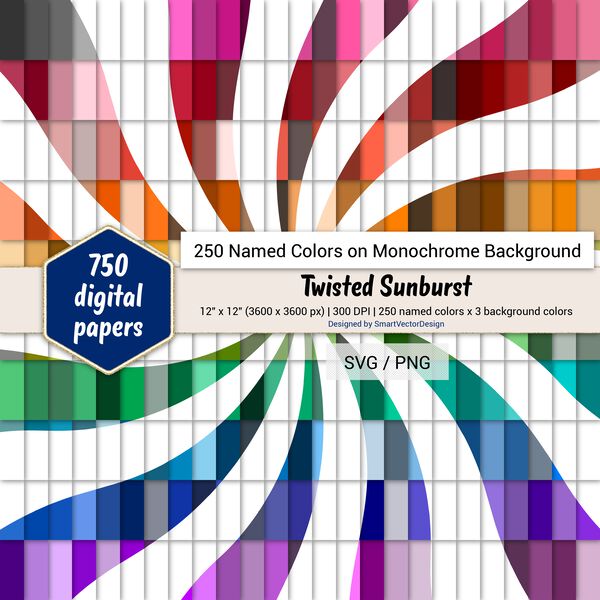 250 Named Colors on Monochrome Background
750
digital
papers
Twisted Sunburst
12" x 12" (3600 x 3600 px) | 300 DPI | 250 named colors x 3 background colors
Designed by SmartVectorDesign
SVG / PNG